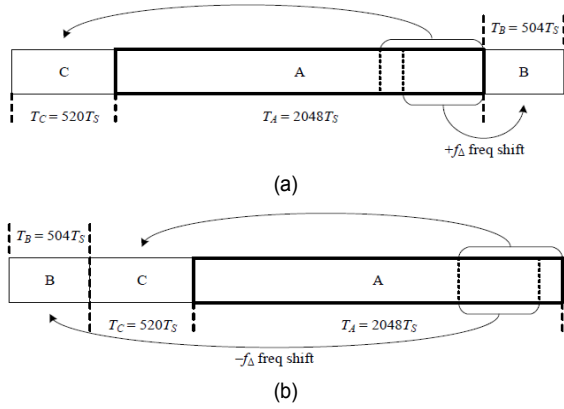 T_B = 504T_S
C A B
T_C = 520T_S T_A = 2048T_S
+f_Δ freq shift
(a)
T_B = 504T_S
B C A
T_C = 520T_S T_A = 2048T_S
−f_Δ freq shift
(b)